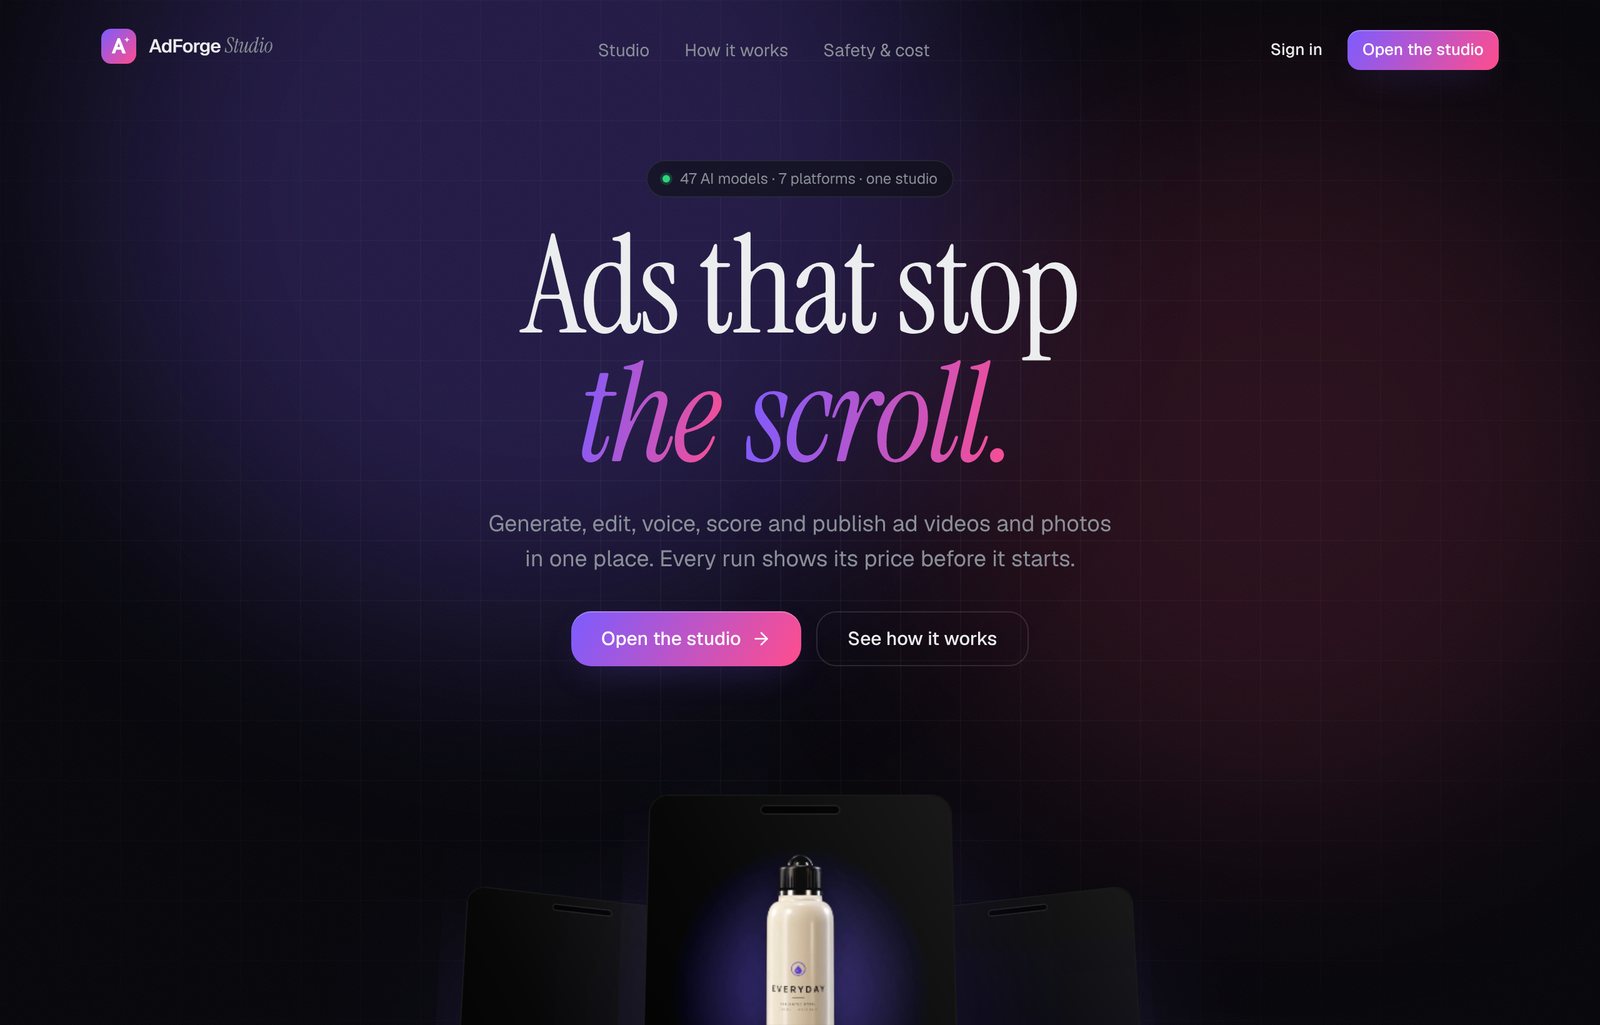 A+
AdForge Studio
Studio
How it works
Safety & cost
Sign in
Open the studio
47 AI models · 7 platforms · one studio
Ads that stop
the scroll.
Generate, edit, voice, score and publish ad videos and photos
in one place. Every run shows its price before it starts.
Open the studio →
See how it works
EVERYDAY